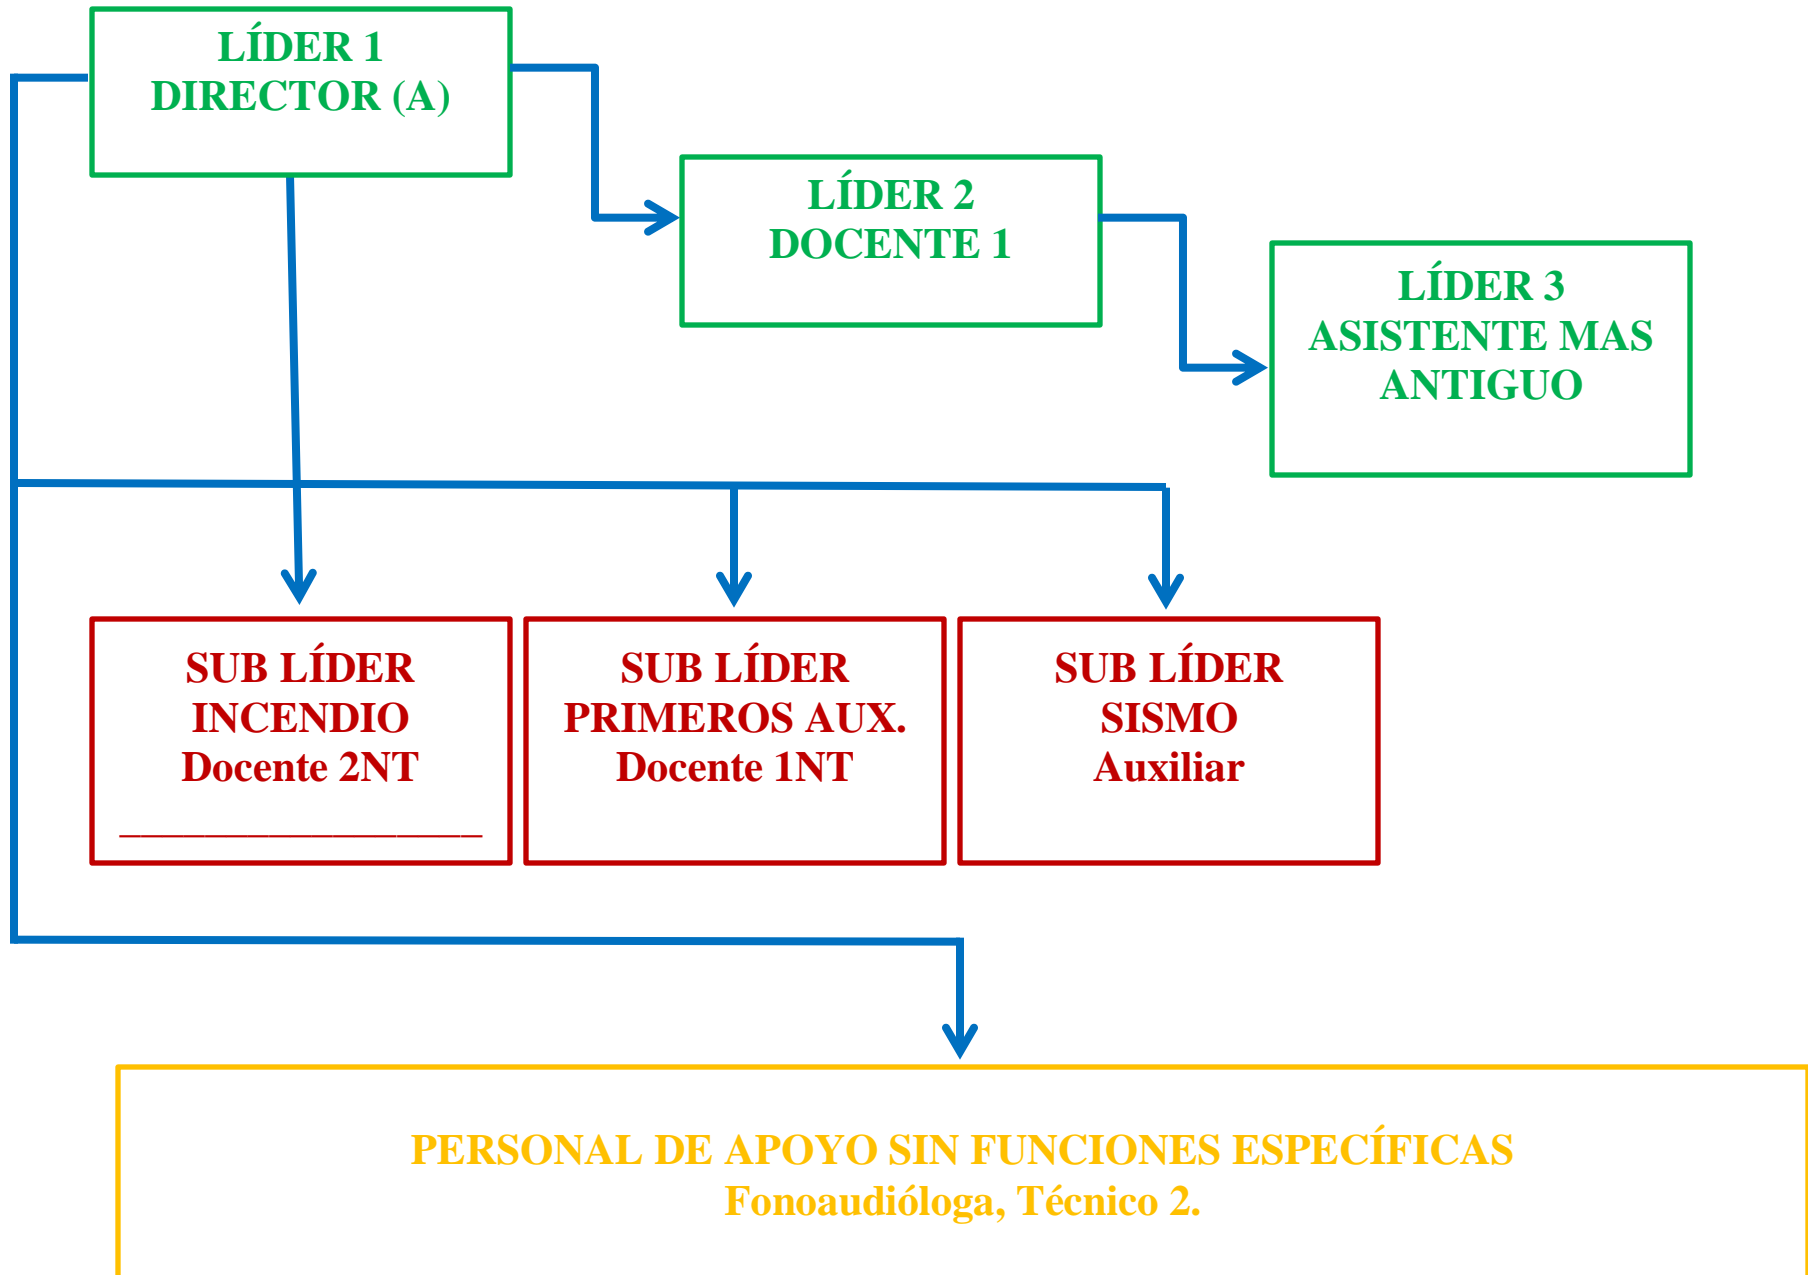 LÍDER 1
DIRECTOR (A)
LÍDER 2
DOCENTE 1
LÍDER 3
ASISTENTE MAS
ANTIGUO
SUB LÍDER
INCENDIO
Docente 2NT
_________________
SUB LÍDER
PRIMEROS AUX.
Docente 1NT
SUB LÍDER
SISMO
Auxiliar
PERSONAL DE APOYO SIN FUNCIONES ESPECÍFICAS
Fonoaudióloga, Técnico 2.